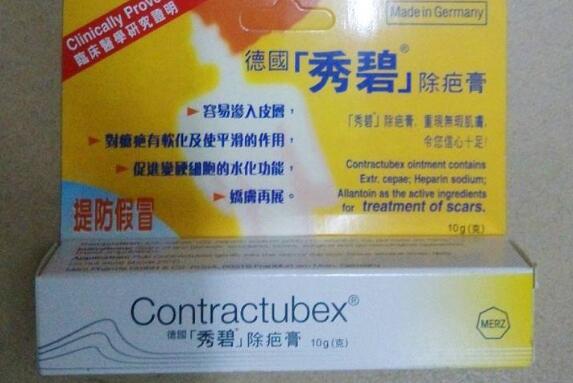 Clinically Prove
臨床醫學研究證明
Made in Germany
德國「秀碧®」除疤膏
容易滲入皮層，
對癥疤有軟化及使平滑的作用，
促進變硬細胞的水化功能，
嬌膚再展。
「秀碧」除疤膏，重現無瑕肌膚，
令您信心十足!
Contractubex ointment contains
Extr. cepae; Heparin sodium;
Allantoin as the active ingredients
for treatment of scars.
10g(克)
提防假冒
Contractubex®
德國「秀碧」除疤膏 10g(克)
MERZ